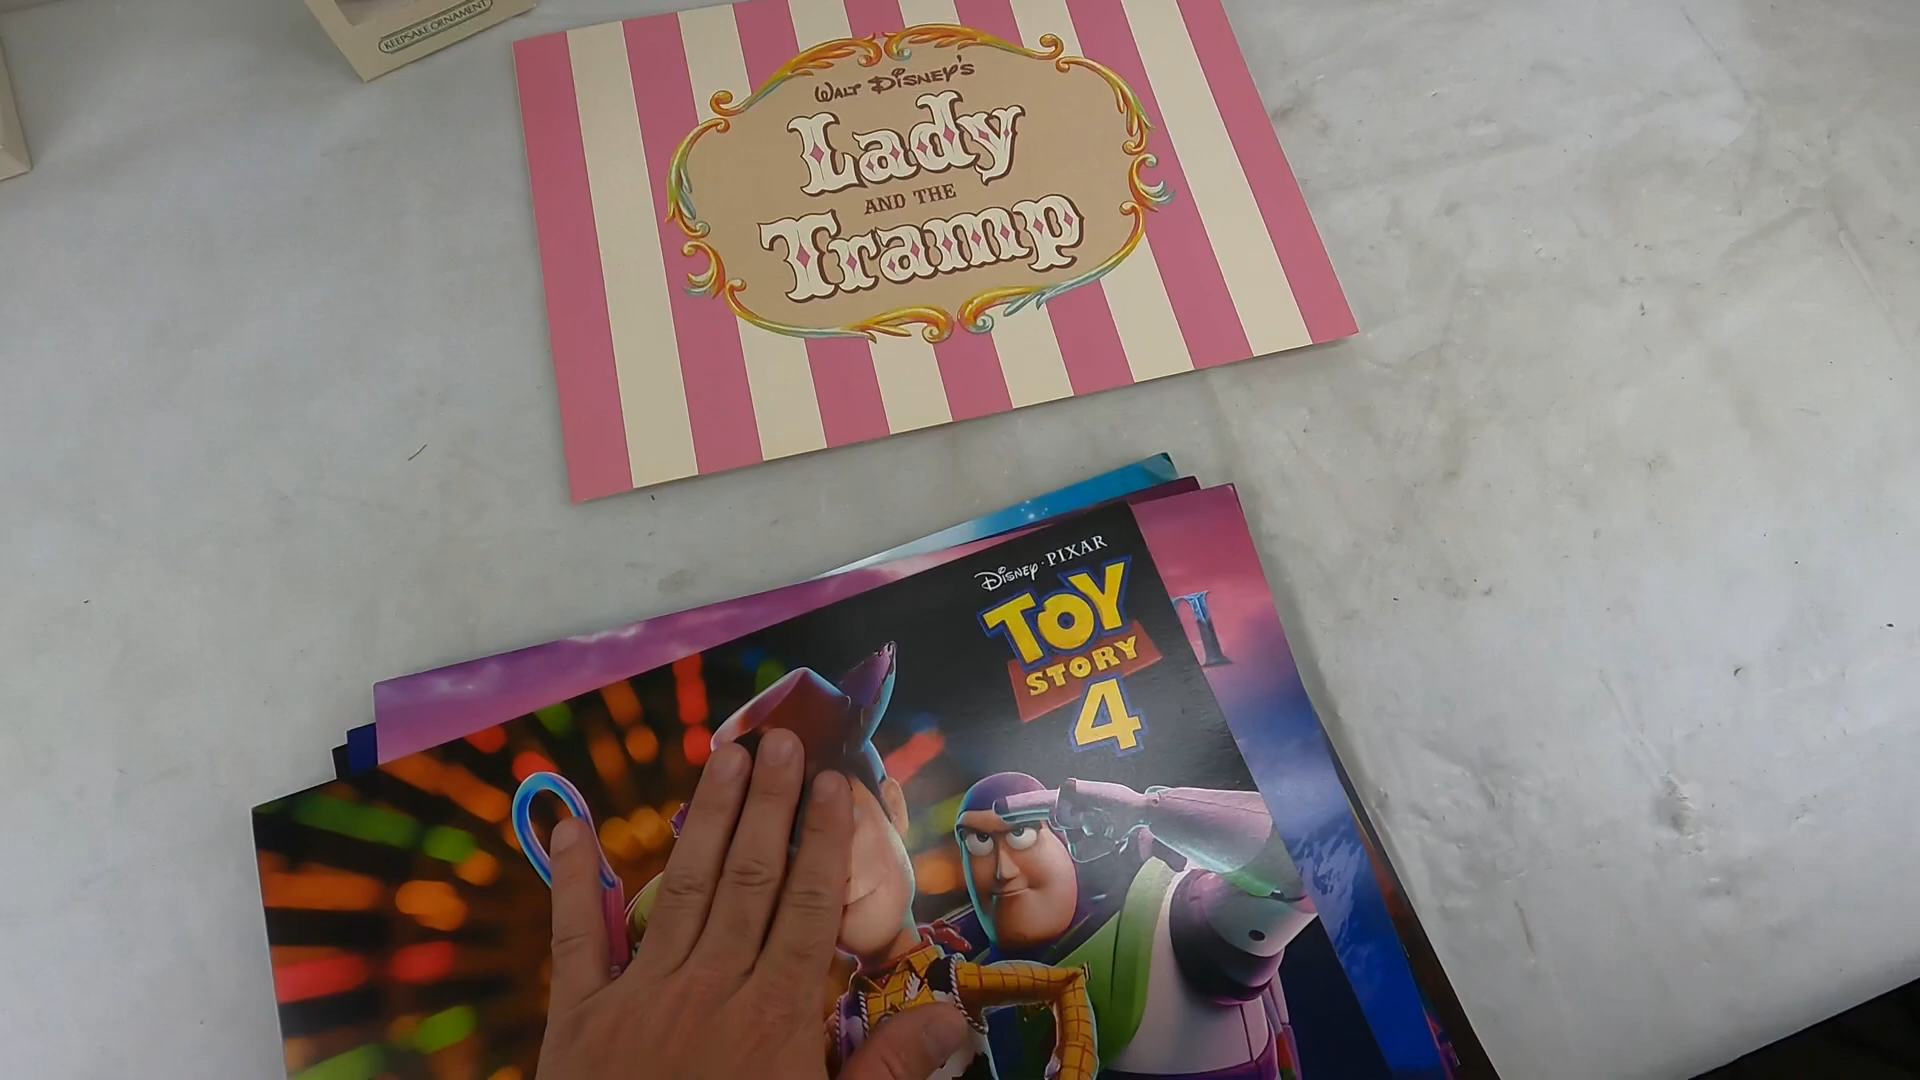 KEEPSAKE ORNAMENT
WALT DISNEY'S
Lady
AND THE
Tramp
DISNEY·PIXAR
TOY
STORY
4